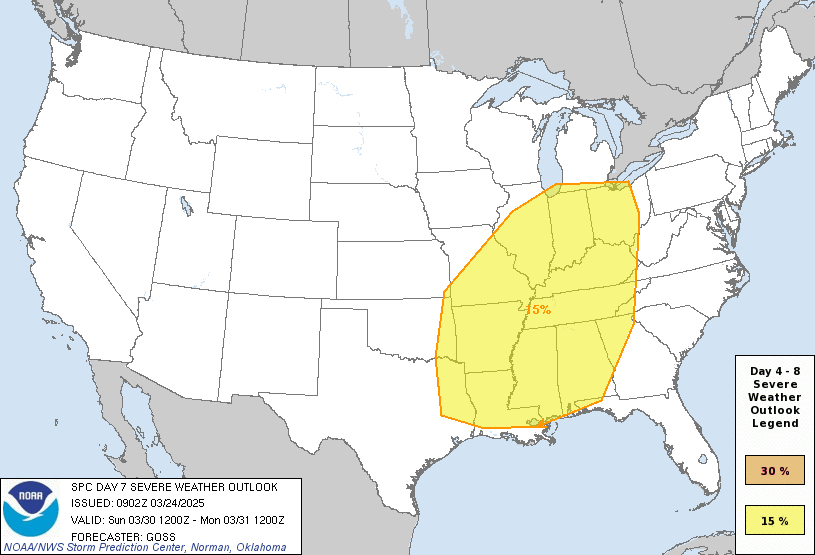 15%
Day 4 - 8
Severe
Weather
Outlook
Legend
30 %
15 %
NOAA
SPC DAY 7 SEVERE WEATHER OUTLOOK
ISSUED: 0902Z 03/24/2025
VALID: Sun 03/30 1200Z - Mon 03/31 1200Z
FORECASTER: GOSS
NOAA/NWS Storm Prediction Center, Norman, Oklahoma